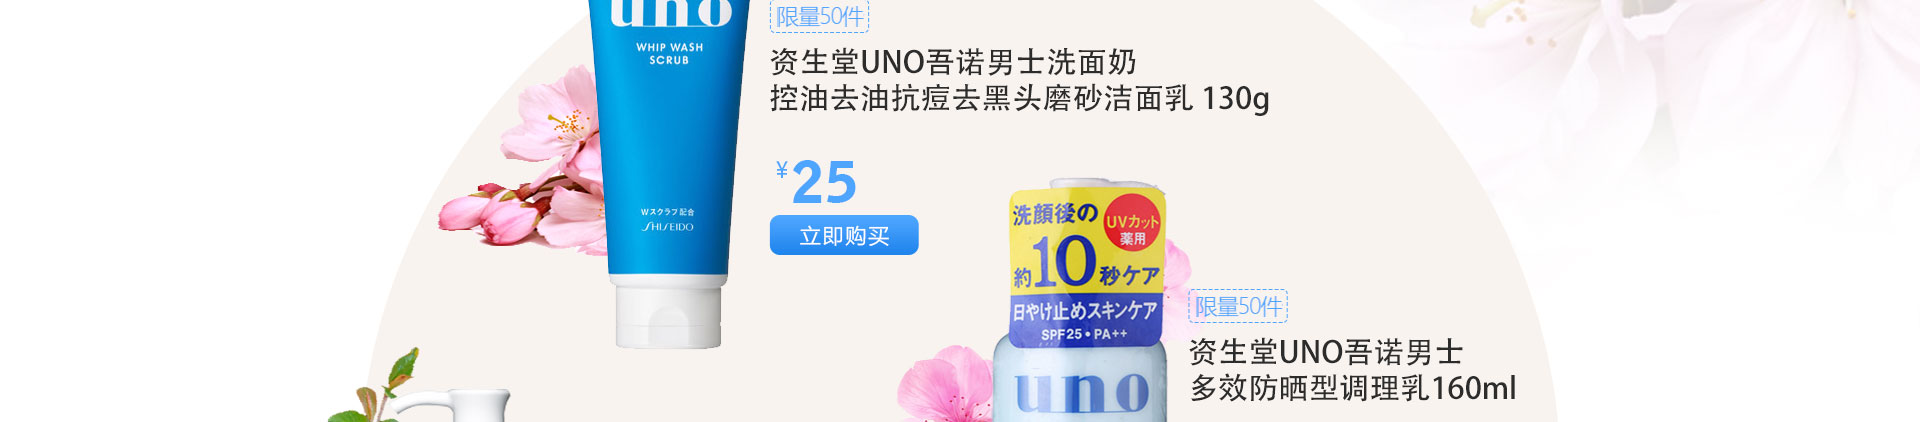 uno
WHIP WASH
SCRUB
Wスクラブ配合
SHISEIDO
限量50件
资生堂UNO吾诺男士洗面奶
控油去油抗痘去黑头磨砂洁面乳 130g
¥25
立即购买
洗顔後の
約10秒ケア
UVカット
薬用
日やけ止めスキンケア
SPF25・PA++
uno
限量50件
资生堂UNO吾诺男士
多效防晒型调理乳160ml